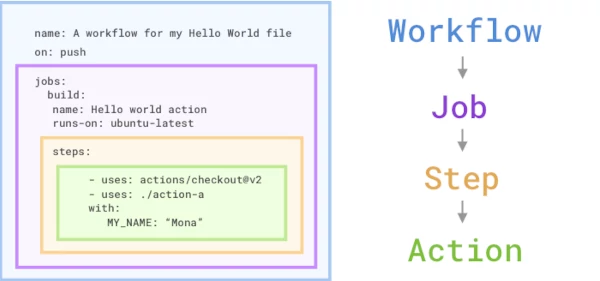 name: A workflow for my Hello World file
on: push
jobs:
build:
name: Hello world action
runs-on: ubuntu-latest
steps:
- uses: actions/checkout@v2
- uses: ./action-a
with:
MY_NAME: “Mona”
Workflow
Job
Step
Action